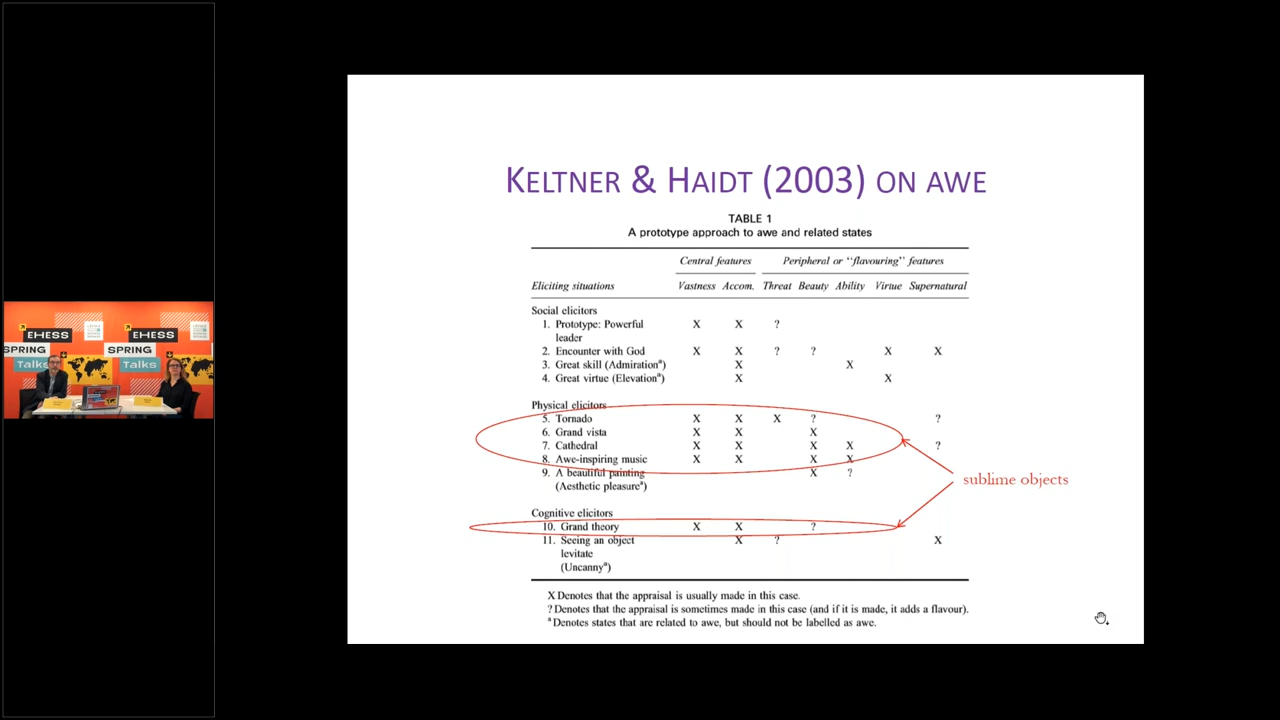 EHESS
EHESS
SPRING
SPRING
Talks
Talks
KELTNER & HAIDT (2003) ON AWE
TABLE 1
A prototype approach to awe and related states
Central features Peripheral or "flavouring" features
Eliciting situations Vastness Accom. Threat Beauty Ability Virtue Supernatural
Social elicitors
1. Prototype: Powerful X X ?
leader
2. Encounter with God X X ? ? X X
3. Great skill (Admirationa) X X
4. Great virtue (Elevationa) X X
Physical elicitors
5. Tornado X X X ? ?
6. Grand vista X X X
7. Cathedral X X X X ?
8. Awe-inspiring music X X X X
9. A beautiful painting X ?
(Aesthetic pleasurea)
sublime objects
Cognitive elicitors
10. Grand theory X X ?
11. Seeing an object X ? X
levitate
(Uncannya)
X Denotes that the appraisal is usually made in this case.
? Denotes that the appraisal is sometimes made in this case (and if it is made, it adds a flavour).
a Denotes states that are related to awe, but should not be labelled as awe.